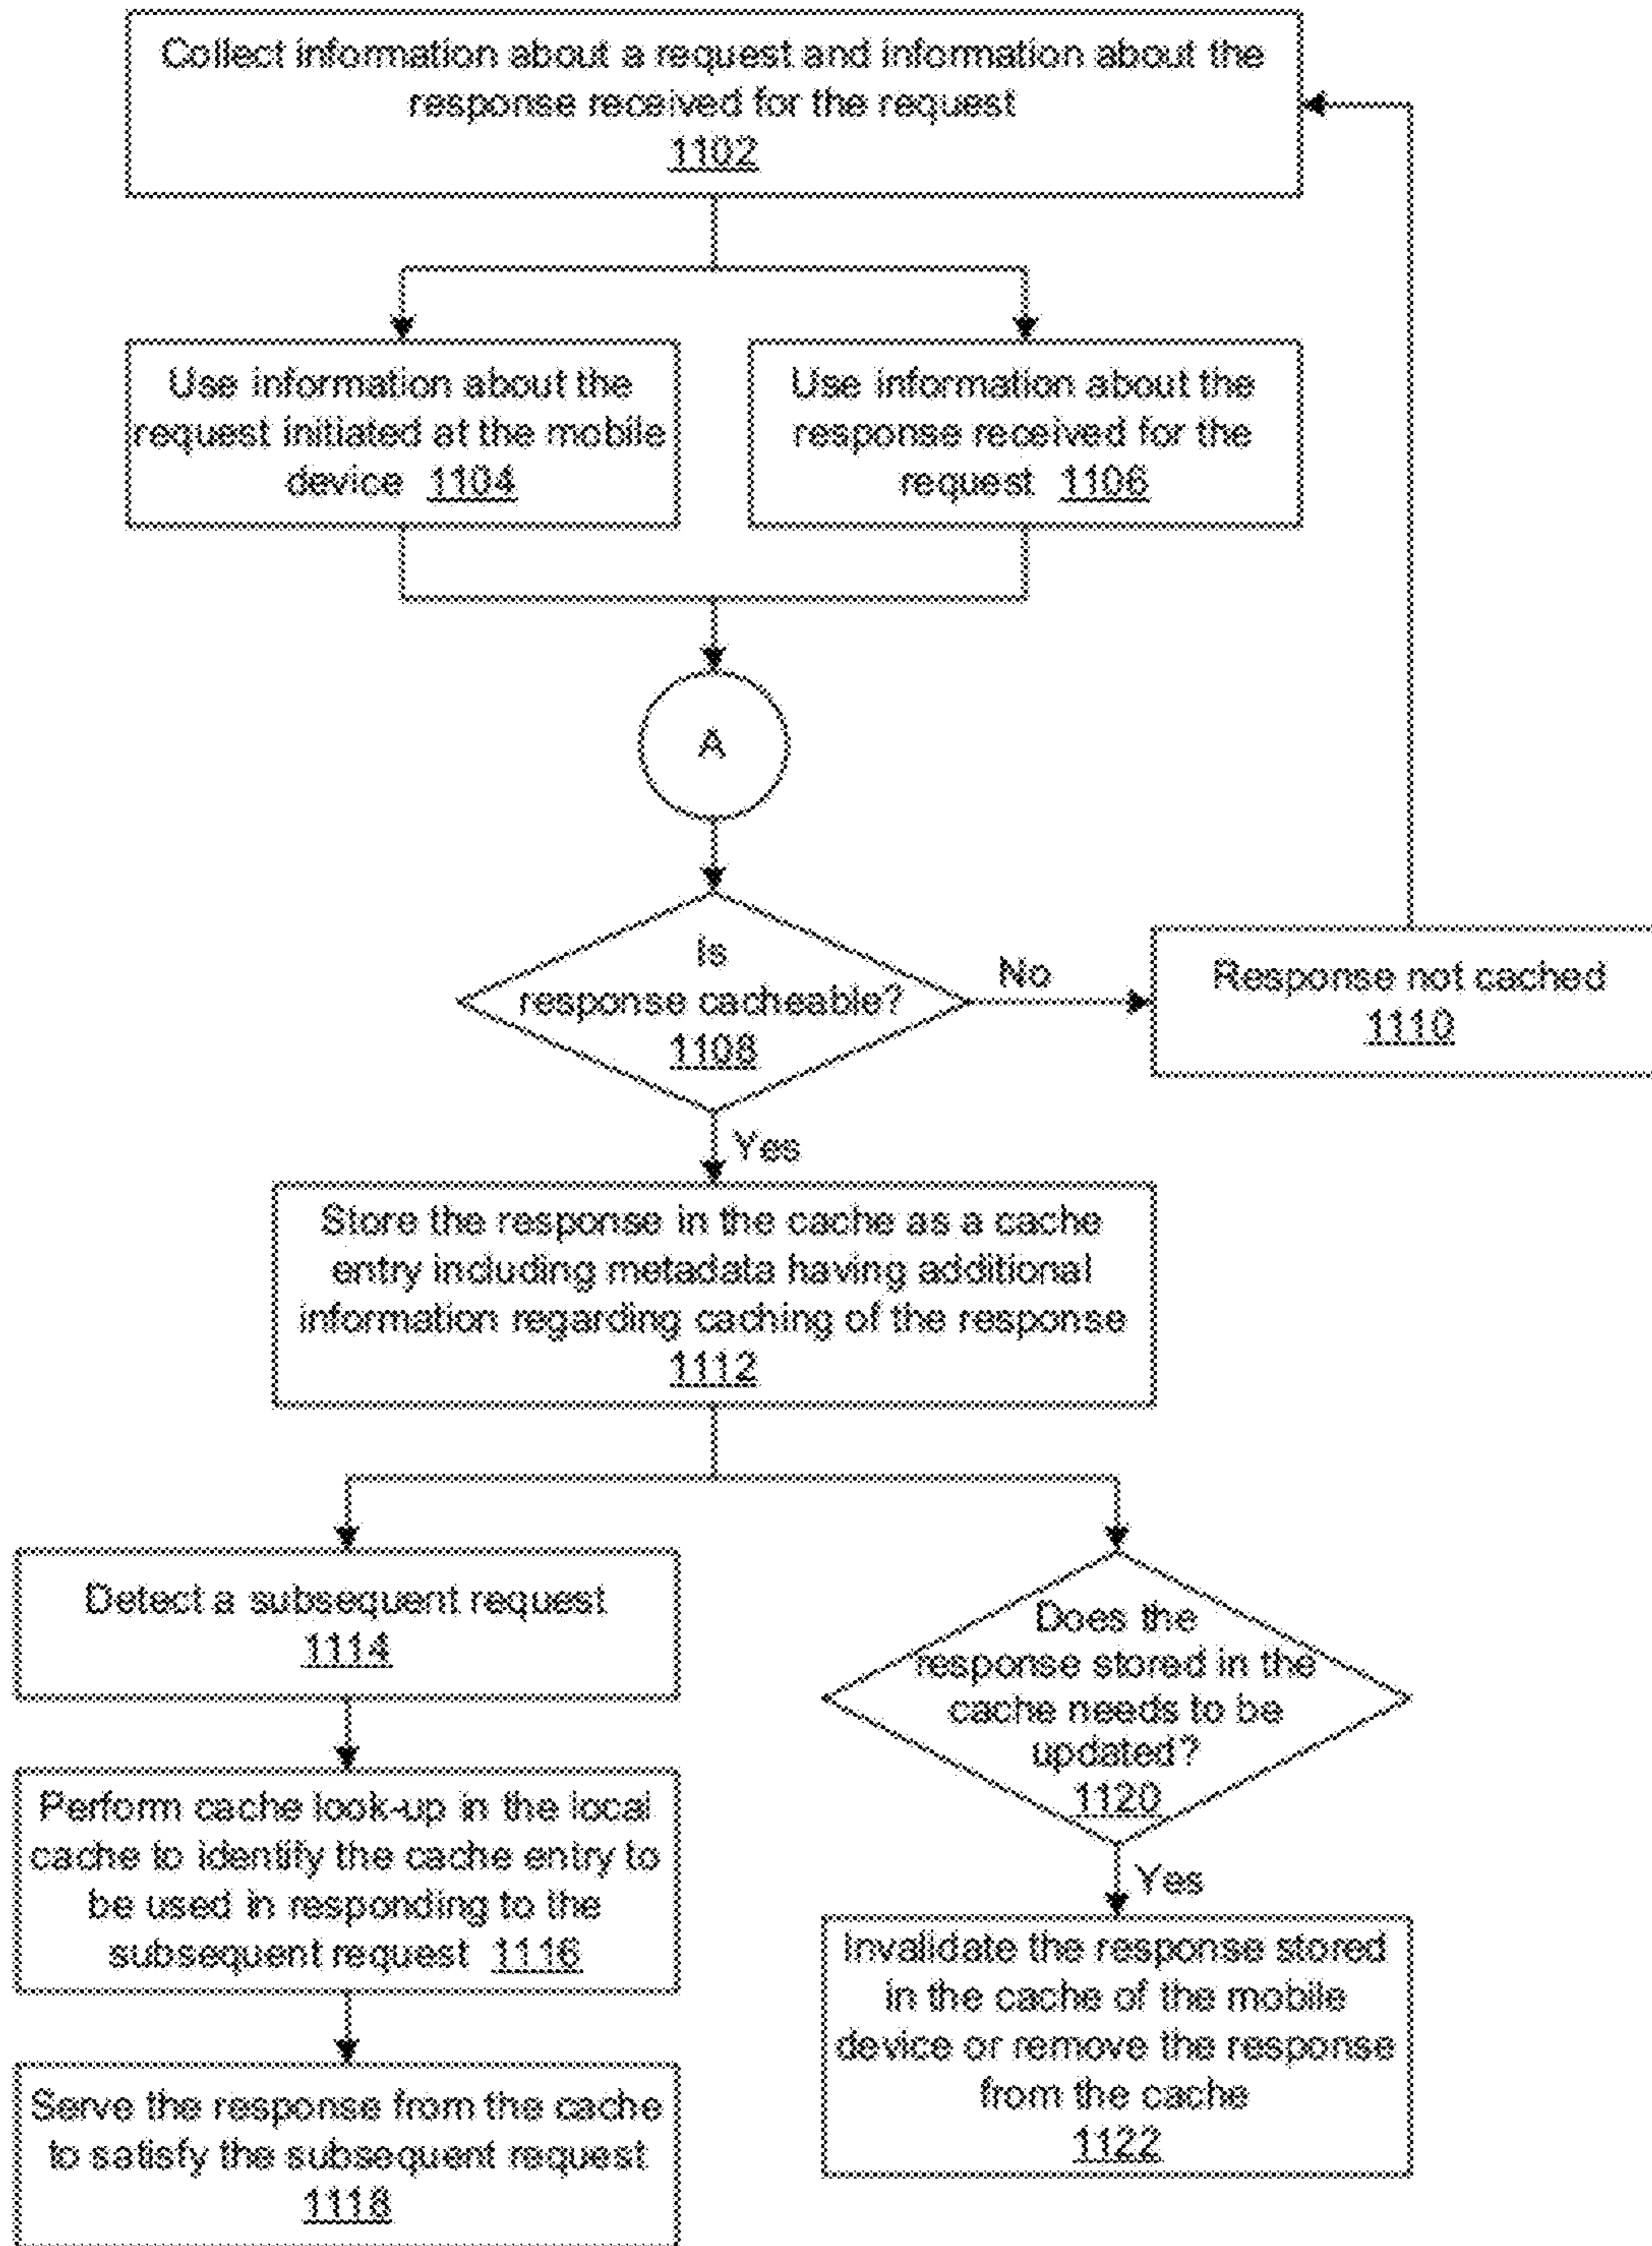 Collect information about a request and information about the
response received for the request
1102
Use information about the
request initiated at the mobile
device 1104
Use information about the
response received for the
request 1106
A
Is
response cacheable?
1108
No
Response not cached
1110
Yes
Store the response in the cache as a cache
entry including metadata having additional
information regarding caching of the response
1112
Detect a subsequent request
1114
Perform cache look-up in the local
cache to identify the cache entry to
be used in responding to the
subsequent request 1116
Serve the response from the cache
to satisfy the subsequent request
1118
Does the
response stored in the
cache needs to be
updated?
1120
Yes
Invalidate the response stored
in the cache of the mobile
device or remove the response
from the cache
1122